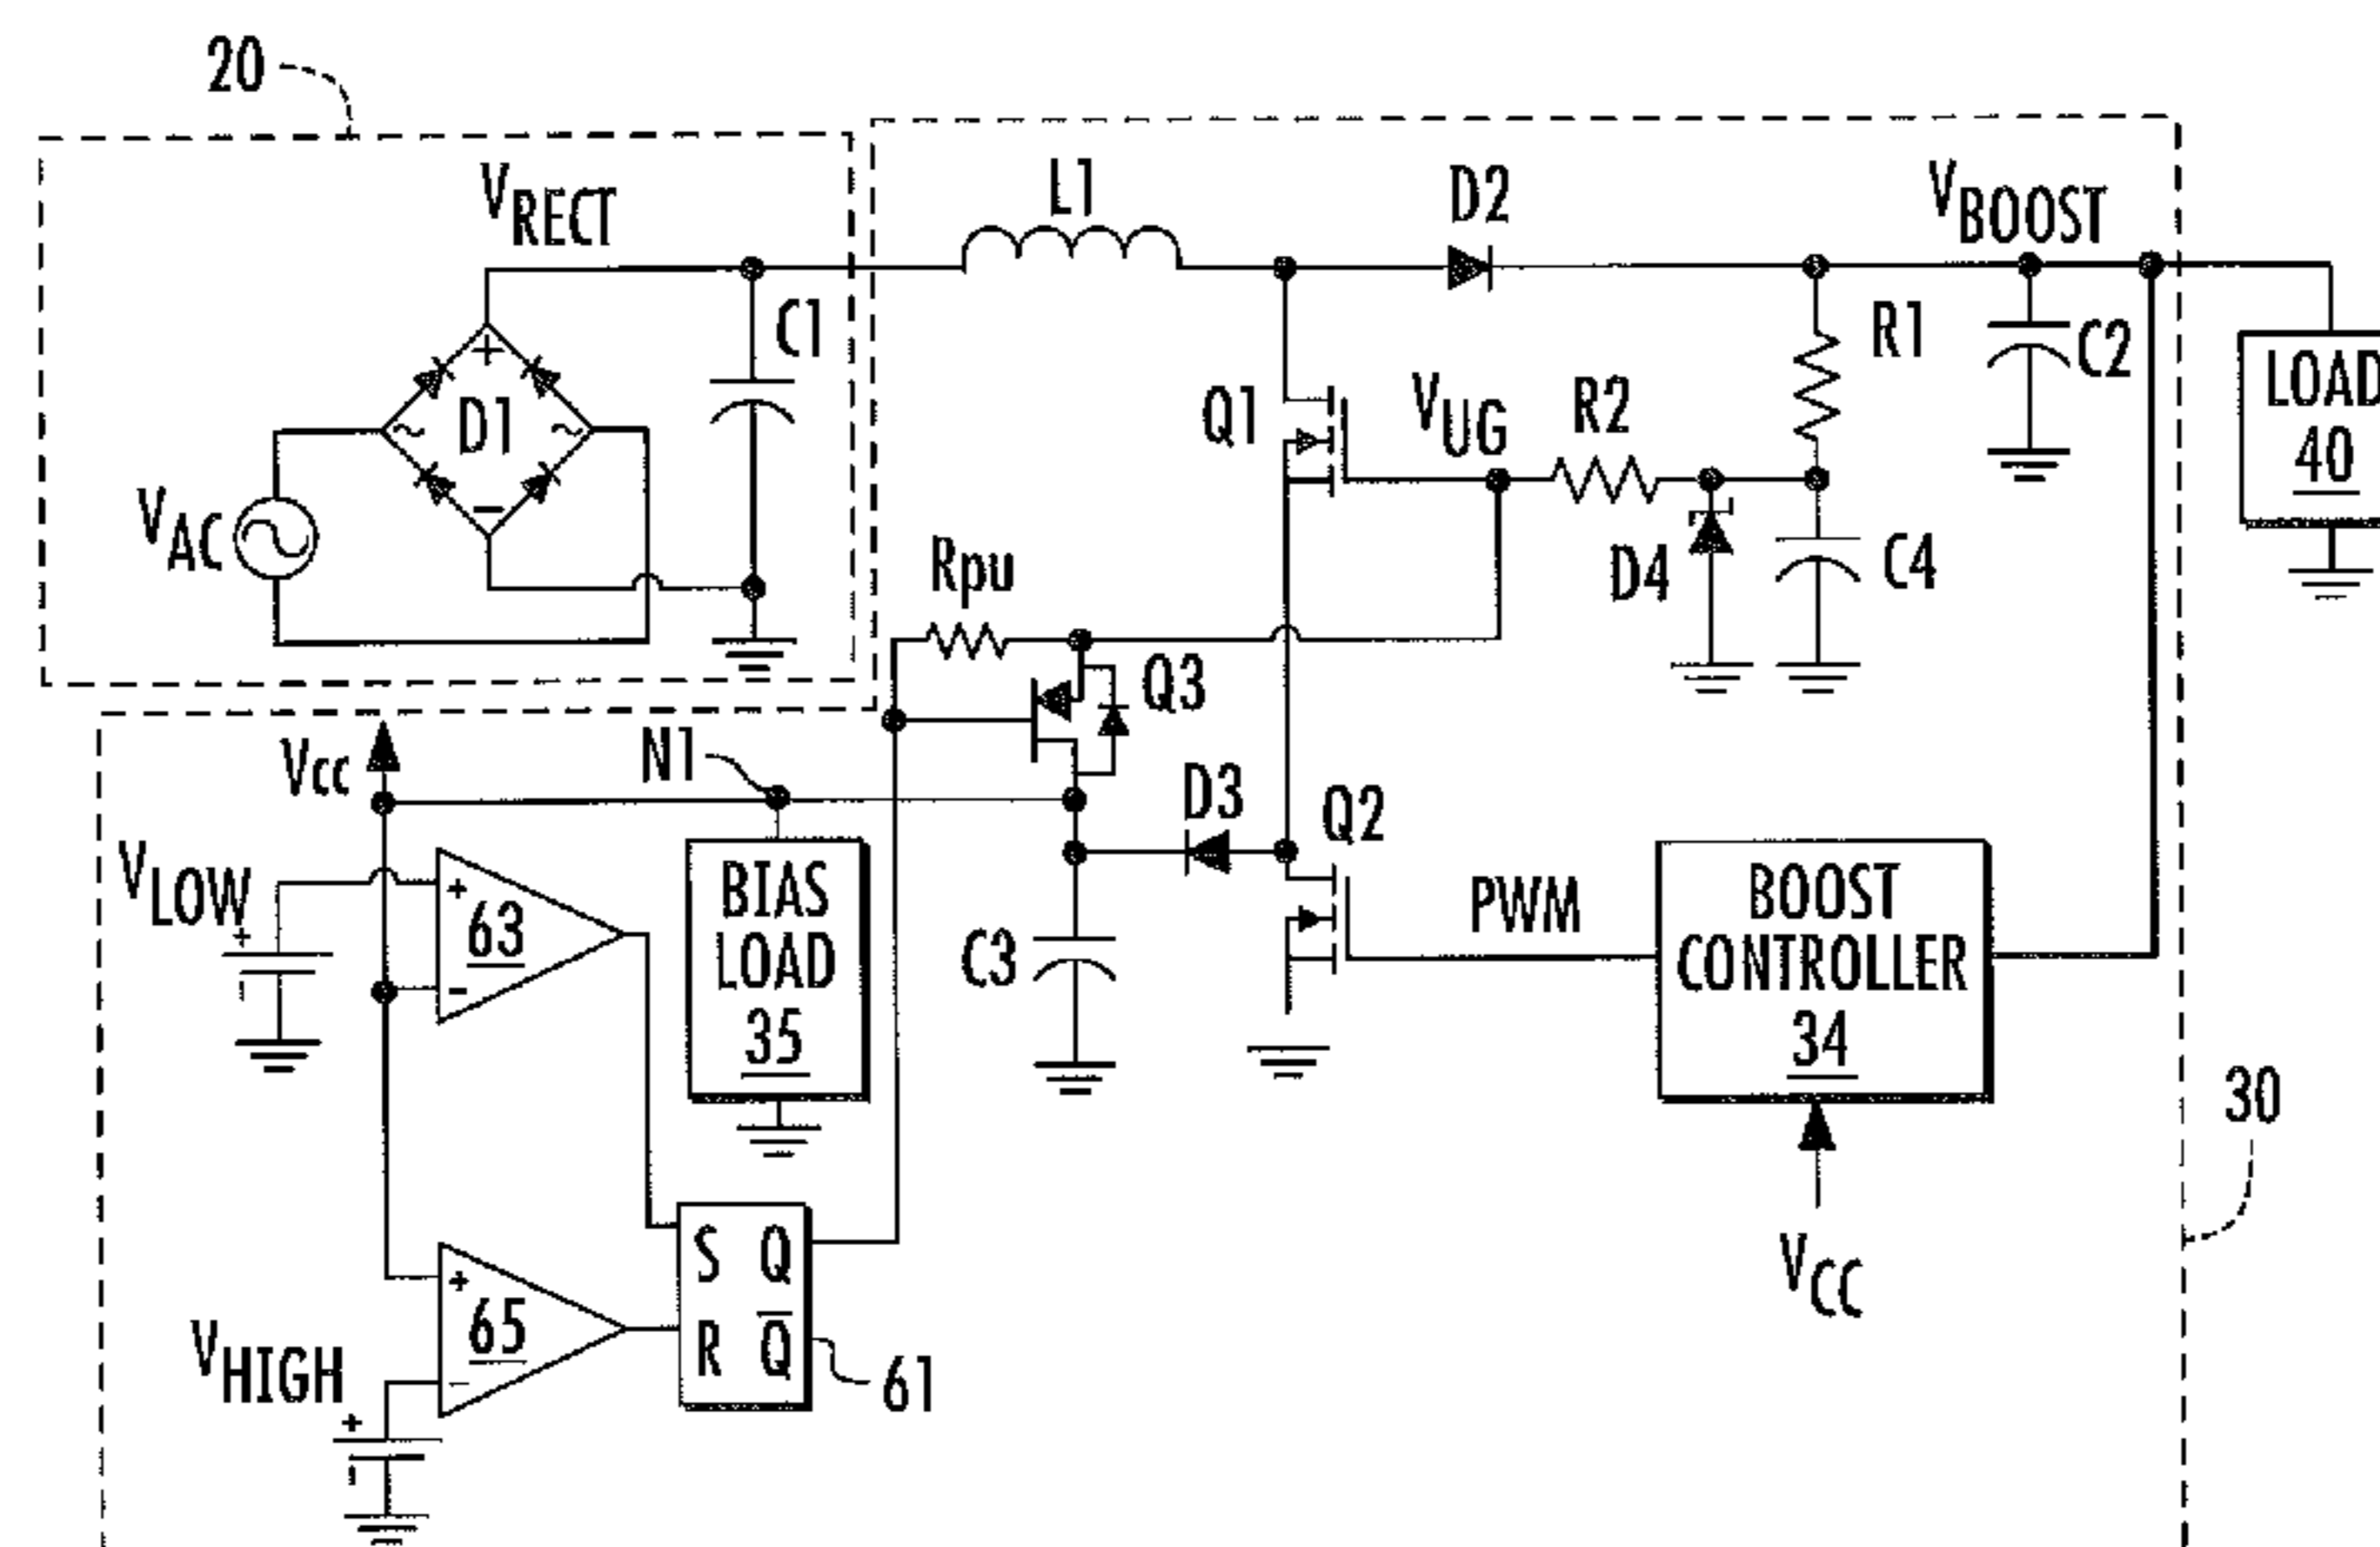 20
VRECT
L1
D2
VBOOST
C1
R1
C2
LOAD
40
D1
+
~
~
−
VAC
Q1
VUG
R2
D4
C4
Rpu
Q3
Vcc
N1
D3
Q2
VLOW
+
-
+
63
-
BIAS
LOAD
35
C3
PWM
BOOST
CONTROLLER
34
30
VCC
S Q
R Q̅
61
+
65
-
VHIGH
+
-